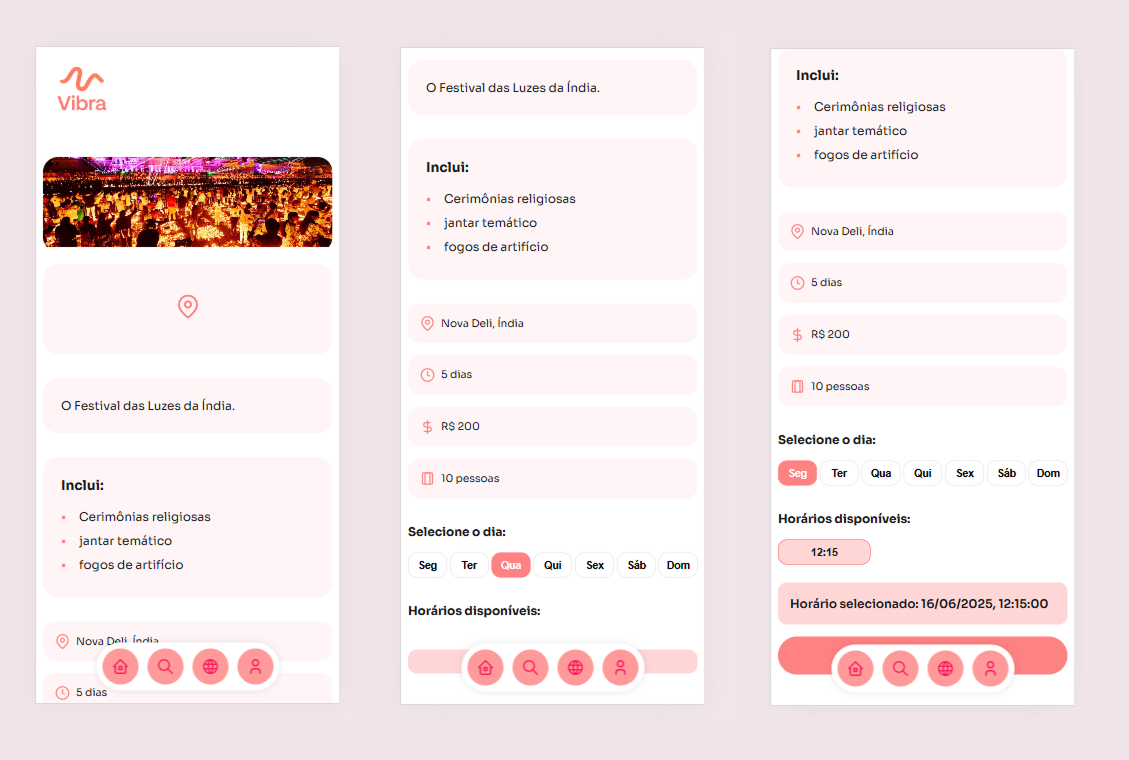 Vibra
O Festival das Luzes da Índia.
Inclui:
Cerimônias religiosas
jantar temático
fogos de artifício
Nova Deli, Índia
5 dias
O Festival das Luzes da Índia.
Inclui:
Cerimônias religiosas
jantar temático
fogos de artifício
Nova Deli, Índia
5 dias
R$ 200
10 pessoas
Selecione o dia:
Seg Ter Qua Qui Sex Sáb Dom
Horários disponíveis:
Inclui:
Cerimônias religiosas
jantar temático
fogos de artifício
Nova Deli, Índia
5 dias
R$ 200
10 pessoas
Selecione o dia:
Seg Ter Qua Qui Sex Sáb Dom
Horários disponíveis:
12:15
Horário selecionado: 16/06/2025, 12:15:00